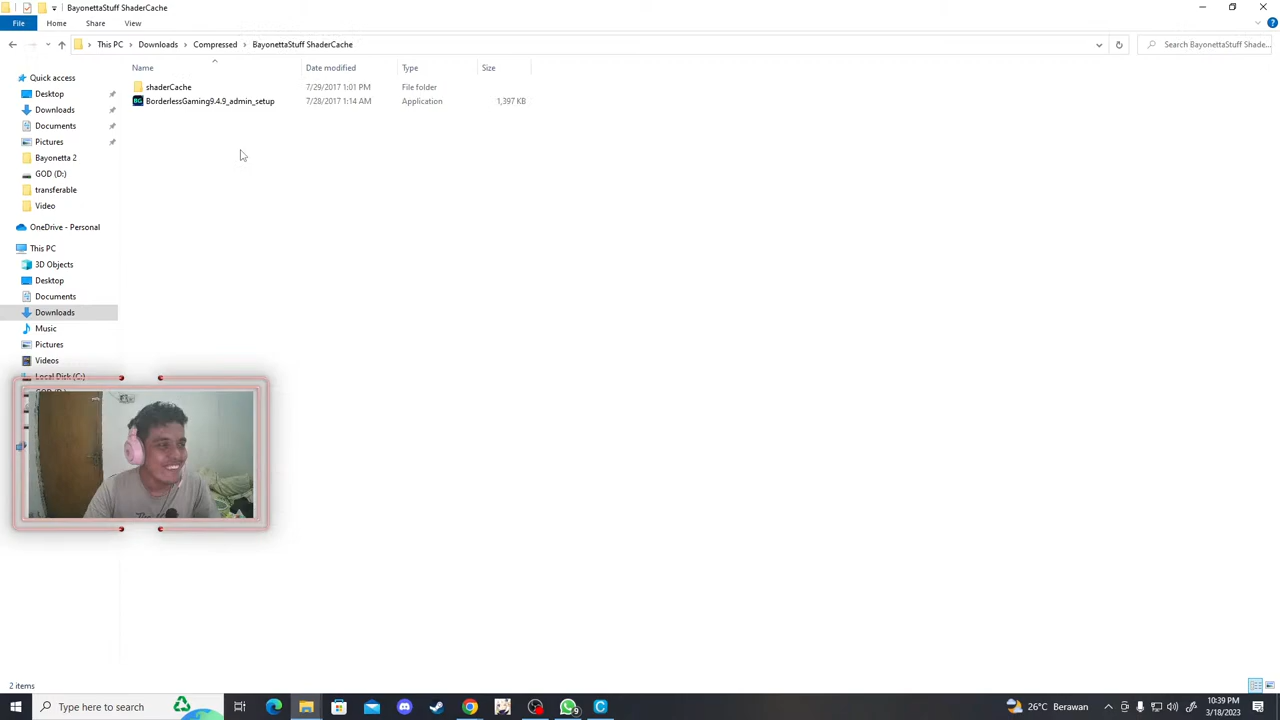 BayonettaStuff ShaderCache
File Home Share View
This PC Downloads Compressed BayonettaStuff ShaderCache Search BayonettaStuff Shade...
Name Date modified Type Size
shaderCache 7/29/2017 1:01 PM File folder
BorderlessGaming9.4.9_admin_setup 7/28/2017 1:14 AM Application 1,397 KB
Quick access
Desktop
Downloads
Documents
Pictures
Bayonetta 2
GOD (D:)
transferable
Video
OneDrive - Personal
This PC
3D Objects
Desktop
Documents
Downloads
Music
Pictures
Videos
Local Disk (C:)
2 items
Type here to search
26°C Berawan
10:39 PM
3/18/2023